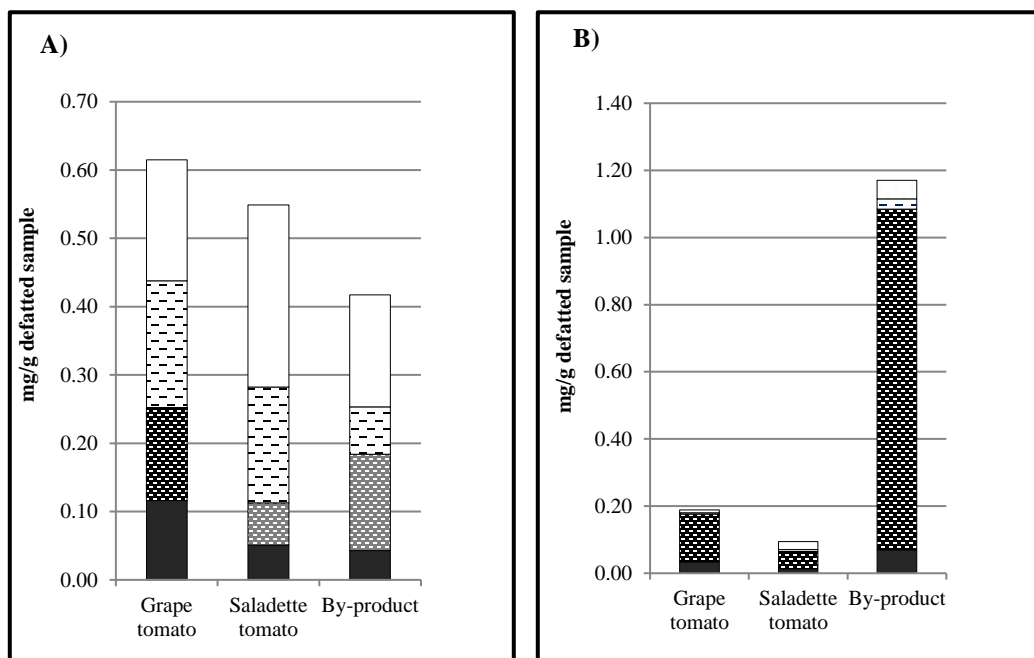 A)
mg/g defatted sample
0.70
0.60
0.50
0.40
0.30
0.20
0.10
0.00
Grape tomato
Saladette tomato
By-product
B)
mg/g defatted sample
1.40
1.20
1.00
0.80
0.60
0.40
0.20
0.00
Grape tomato
Saladette tomato
By-product